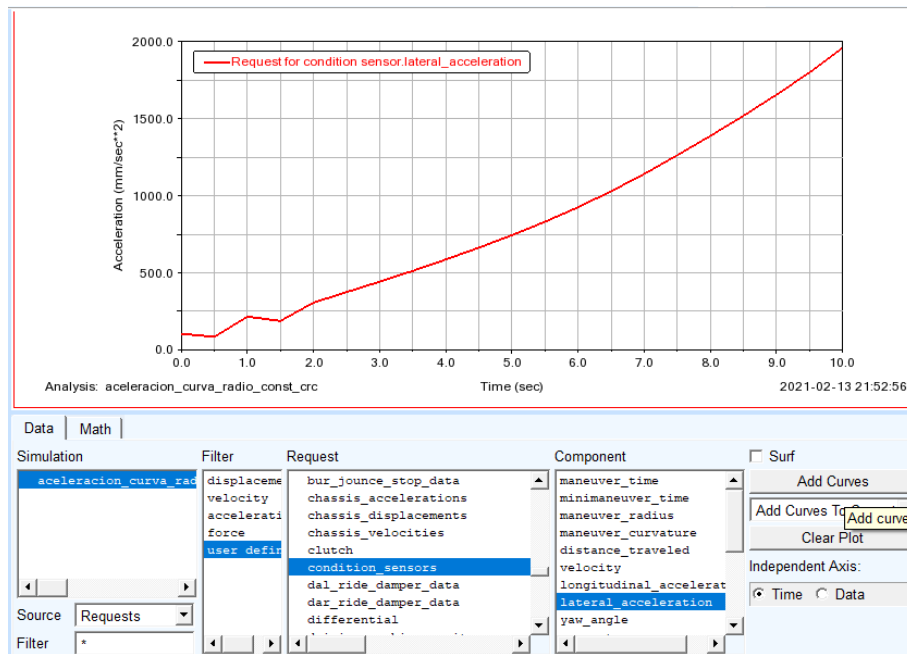 2000.0
Request for condition sensor.lateral_acceleration
1500.0
Acceleration (mm/sec**2)
1000.0
500.0
0.0
0.0 1.0 2.0 3.0 4.0 5.0 6.0 7.0 8.0 9.0 10.0
Analysis: aceleracion_curva_radio_const_crc Time (sec) 2021-02-13 21:52:56
Data Math
Simulation Filter Request Component Surf
aceleracion_curva_rad displaceme bur_jounce_stop_data maneuver_time Add Curves
velocity chassis_accelerations minimaneuver_time
accelerati chassis_displacements maneuver_radius Add Curves To
force chassis_velocities maneuver_curvature Add curve
user defin clutch distance_traveled Clear Plot
condition_sensors velocity
dal_ride_damper_data longitudinal_accelerat Independent Axis:
dar_ride_damper_data lateral_acceleration Time Data
Source Requests differential yaw_angle
Filter *